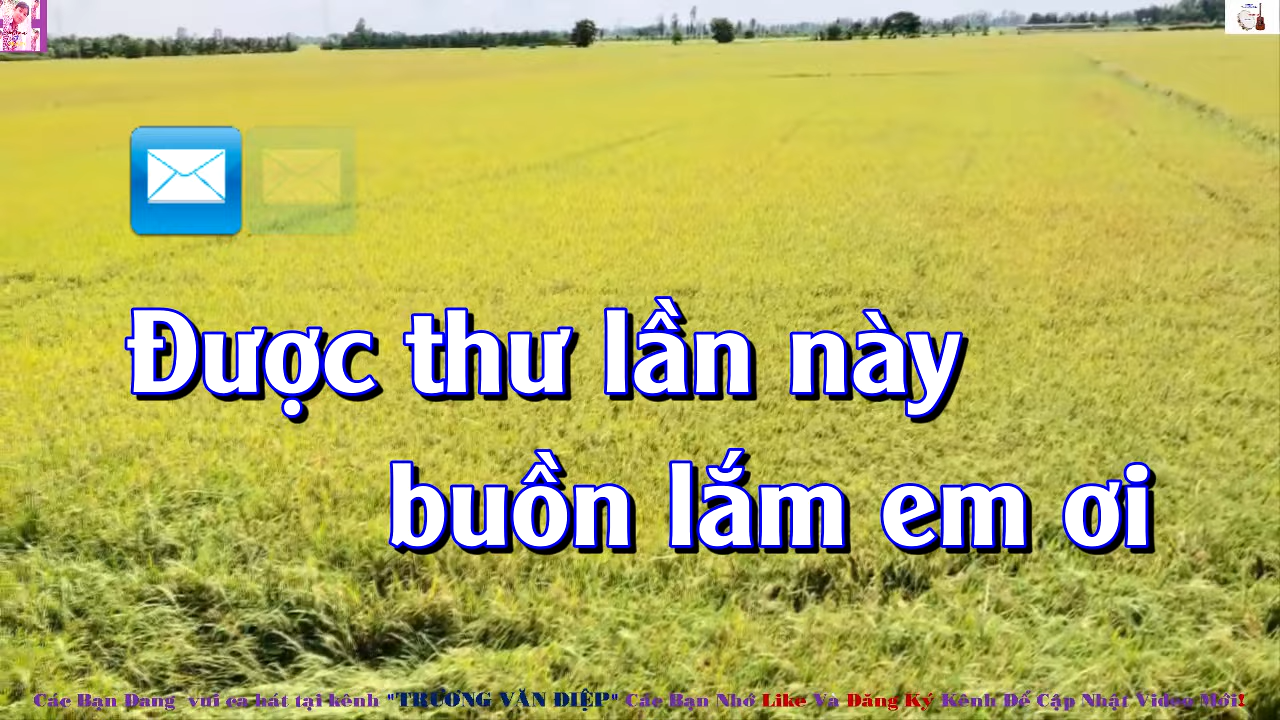 Được thư lần này
buồn lắm em ơi
Các Bạn Đang vui ca hát tại kênh "TRƯƠNG VĂN DIỆP" Các Bạn Nhớ Like Và Đăng Ký Kênh Để Cập Nhật Video Mới!